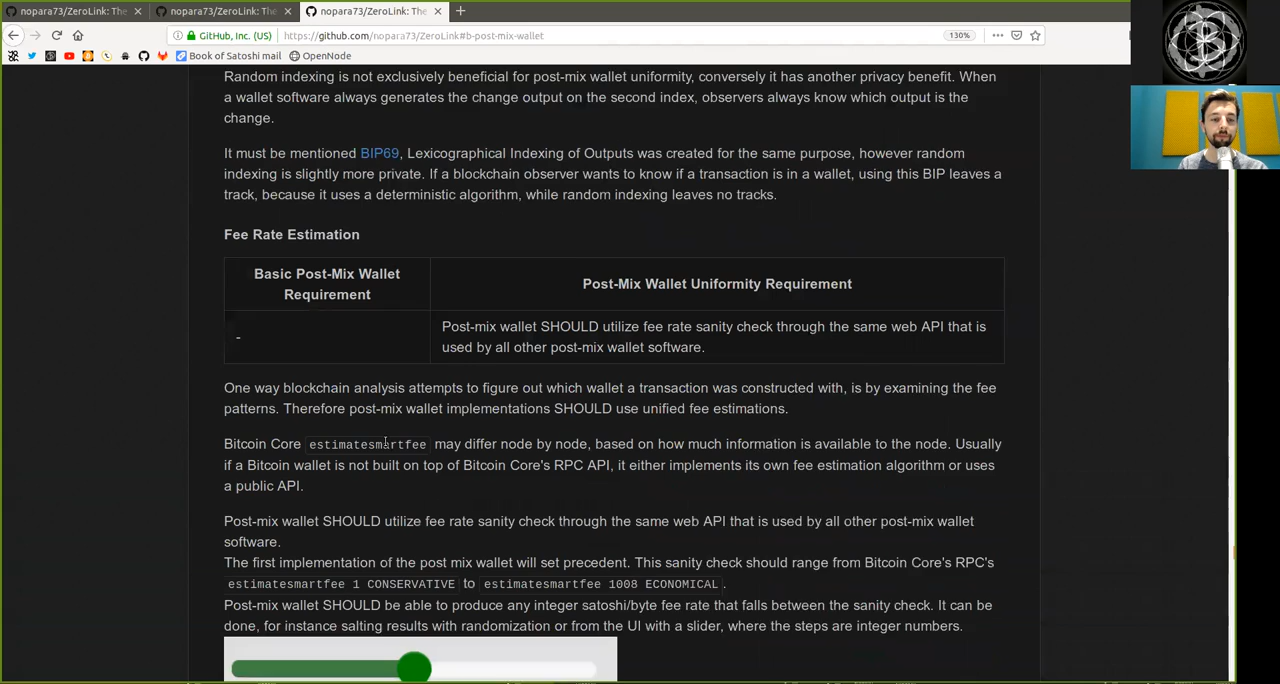 nopara73/ZeroLink: The
nopara73/ZeroLink: The
nopara73/ZeroLink: The
GitHub, Inc. (US)
https://github.com/nopara73/ZeroLink#b-post-mix-wallet
130%
Book of Satoshi mail
OpenNode
Random indexing is not exclusively beneficial for post-mix wallet uniformity, conversely it has another privacy benefit. When
a wallet software always generates the change output on the second index, observers always know which output is the
change.
It must be mentioned BIP69, Lexicographical Indexing of Outputs was created for the same purpose, however random
indexing is slightly more private. If a blockchain observer wants to know if a transaction is in a wallet, using this BIP leaves a
track, because it uses a deterministic algorithm, while random indexing leaves no tracks.
Fee Rate Estimation
Basic Post-Mix Wallet
Requirement
Post-Mix Wallet Uniformity Requirement
-
Post-mix wallet SHOULD utilize fee rate sanity check through the same web API that is
used by all other post-mix wallet software.
One way blockchain analysis attempts to figure out which wallet a transaction was constructed with, is by examining the fee
patterns. Therefore post-mix wallet implementations SHOULD use unified fee estimations.
Bitcoin Core estimatesmartfee may differ node by node, based on how much information is available to the node. Usually
if a Bitcoin wallet is not built on top of Bitcoin Core's RPC API, it either implements its own fee estimation algorithm or uses
a public API.
Post-mix wallet SHOULD utilize fee rate sanity check through the same web API that is used by all other post-mix wallet
software.
The first implementation of the post mix wallet will set precedent. This sanity check should range from Bitcoin Core's RPC's
estimatesmartfee 1 CONSERVATIVE to estimatesmartfee 1008 ECONOMICAL.
Post-mix wallet SHOULD be able to produce any integer satoshi/byte fee rate that falls between the sanity check. It can be
done, for instance salting results with randomization or from the UI with a slider, where the steps are integer numbers.